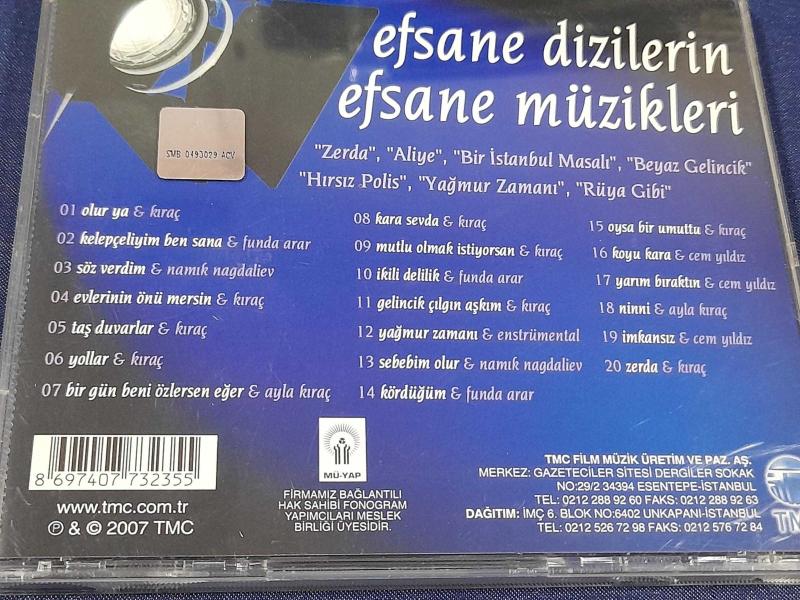 efsane dizilerin
efsane müzikleri
SMB 0493029 ACV
"Zerda", "Aliye", "Bir İstanbul Masalı", "Beyaz Gelincik"
"Hırsız Polis", "Yağmur Zamanı", "Rüya Gibi"
01 olur ya & kıraç
02 kelepçeliyim ben sana & funda arar
03 söz verdim & namık nagdaliev
04 evlerinin önü mersin & kıraç
05 taş duvarlar & kıraç
06 yollar & kıraç
07 bir gün beni özlersen eğer & ayla kıraç
08 kara sevda & kıraç
09 mutlu olmak istiyorsan & kıraç
10 ikili delilik & funda arar
11 gelincik çılgın aşkım & kıraç
12 yağmur zamanı & enstrümental
13 sebebim olur & namık nagdaliev
14 kördüğüm & funda arar
15 oysa bir umuttu & kıraç
16 koyu kara & cem yıldız
17 yarım bıraktın & cem yıldız
18 ninni & ayla kıraç
19 imkansız & cem yıldız
20 zerda & kıraç
8 697407 732355
www.tmc.com.tr
℗ & © 2007 TMC
MÜ-YAP
FİRMAMIZ BAĞLANTILI
HAK SAHİBİ FONOGRAM
YAPIMCILARI MESLEK
BİRLİĞİ ÜYESİDİR.
TMC FİLM MÜZİK ÜRETİM VE PAZ. AŞ.
MERKEZ: GAZETECİLER SİTESİ DERGİLER SOKAK
NO:29/2 34394 ESENTEPE-İSTANBUL
TEL: 0212 288 92 60 FAKS: 0212 288 92 63
DAĞITIM: İMÇ 6. BLOK NO:6402 UNKAPANI-İSTANBUL
TEL: 0212 526 72 98 FAKS: 0212 576 72 84